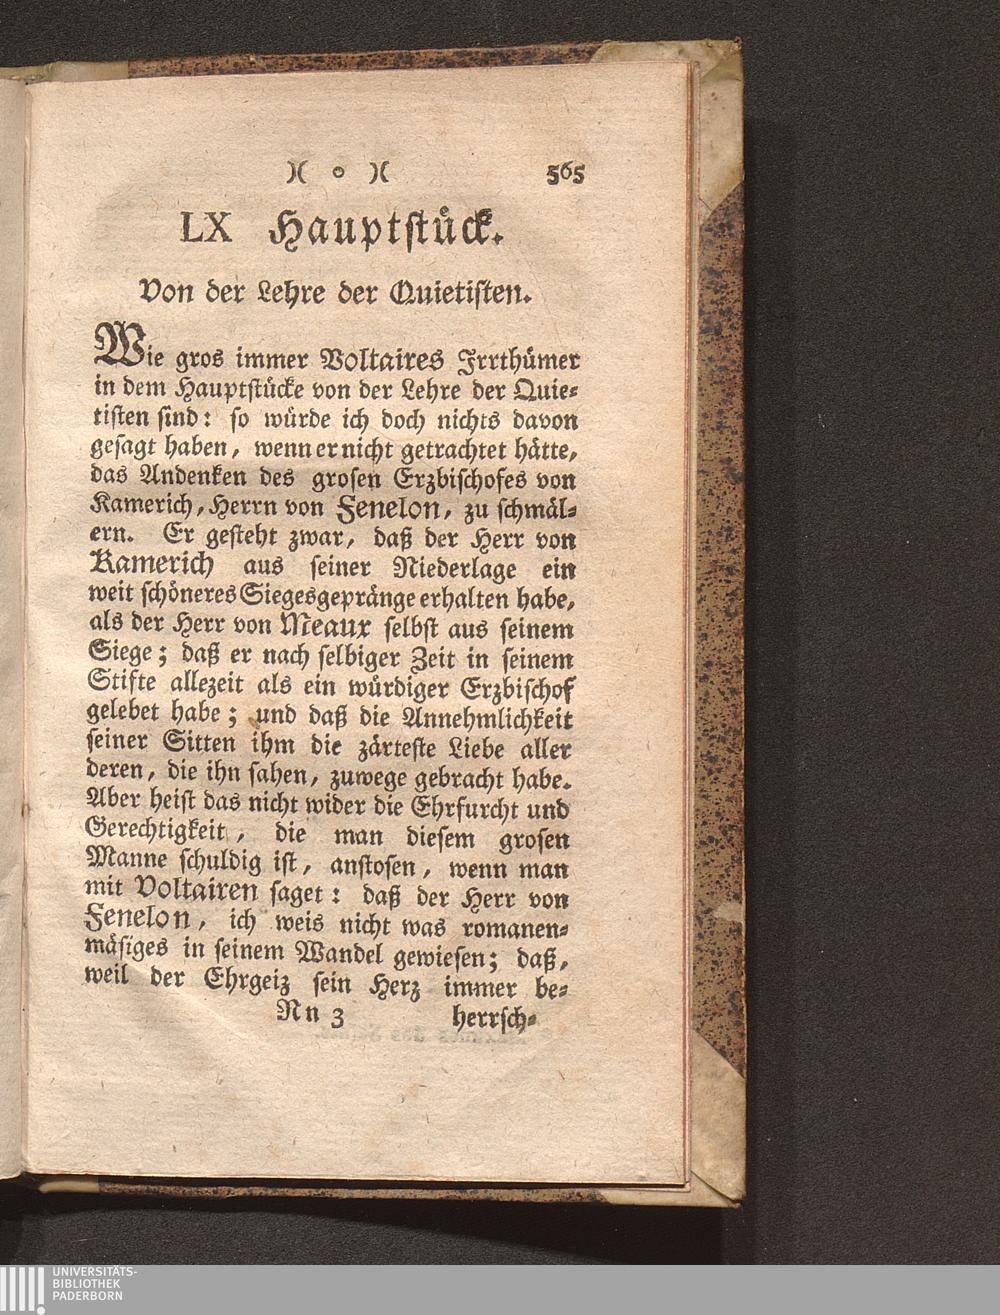 )( o )( 565
LX Hauptstück.
Von der Lehre der Quietisten.
Wie gros immer Voltaires Irrthümer
in dem Hauptstücke von der Lehre der Quie-
tisten sind: so würde ich doch nichts davon
gesagt haben, wenn er nicht getrachtet hätte,
das Andenken des grosen Erzbischofes von
Kamerich, Herrn von Fenelon, zu schmäl-
ern. Er gesteht zwar, daß der Herr von
Kamerich aus seiner Niederlage ein
weit schöneres Siegesgepränge erhalten habe,
als der Herr von Meaux selbst aus seinem
Siege; daß er nach selbiger Zeit in seinem
Stifte allezeit als ein würdiger Erzbischof
gelebet habe; und daß die Annehmlichkeit
seiner Sitten ihm die zärteste Liebe aller
deren, die ihn sahen, zuwege gebracht habe.
Aber heist das nicht wider die Ehrfurcht und
Gerechtigkeit, die man diesem grosen
Manne schuldig ist, anstosen, wenn man
mit Voltairen saget: daß der Herr von
Fenelon, ich weis nicht was romanen-
mäsiges in seinem Wandel gewiesen; daß,
weil der Ehrgeiz sein Herz immer be-
Nn 3 herrsch-
UNIVERSITÄTS-
BIBLIOTHEK
PADERBORN